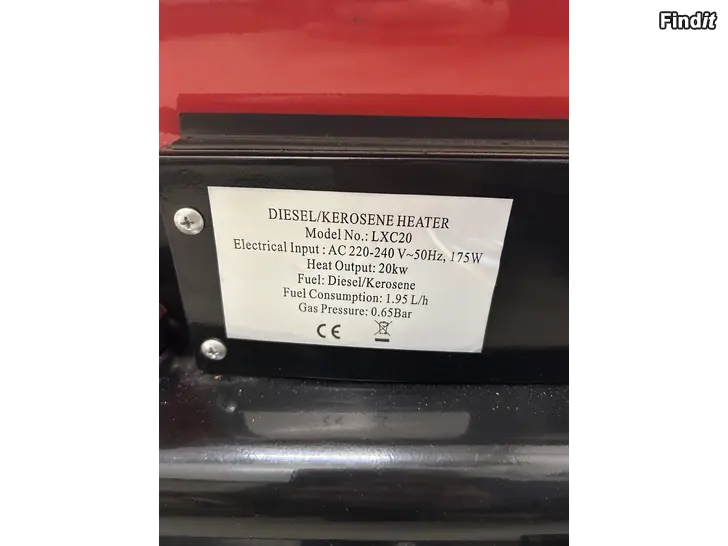 Findit
DIESEL/KEROSENE HEATER
Model No.: LXC20
Electrical Input : AC 220-240 V~50Hz, 175W
Heat Output: 20kw
Fuel: Diesel/Kerosene
Fuel Consumption: 1.95 L/h
Gas Pressure: 0.65Bar
CE